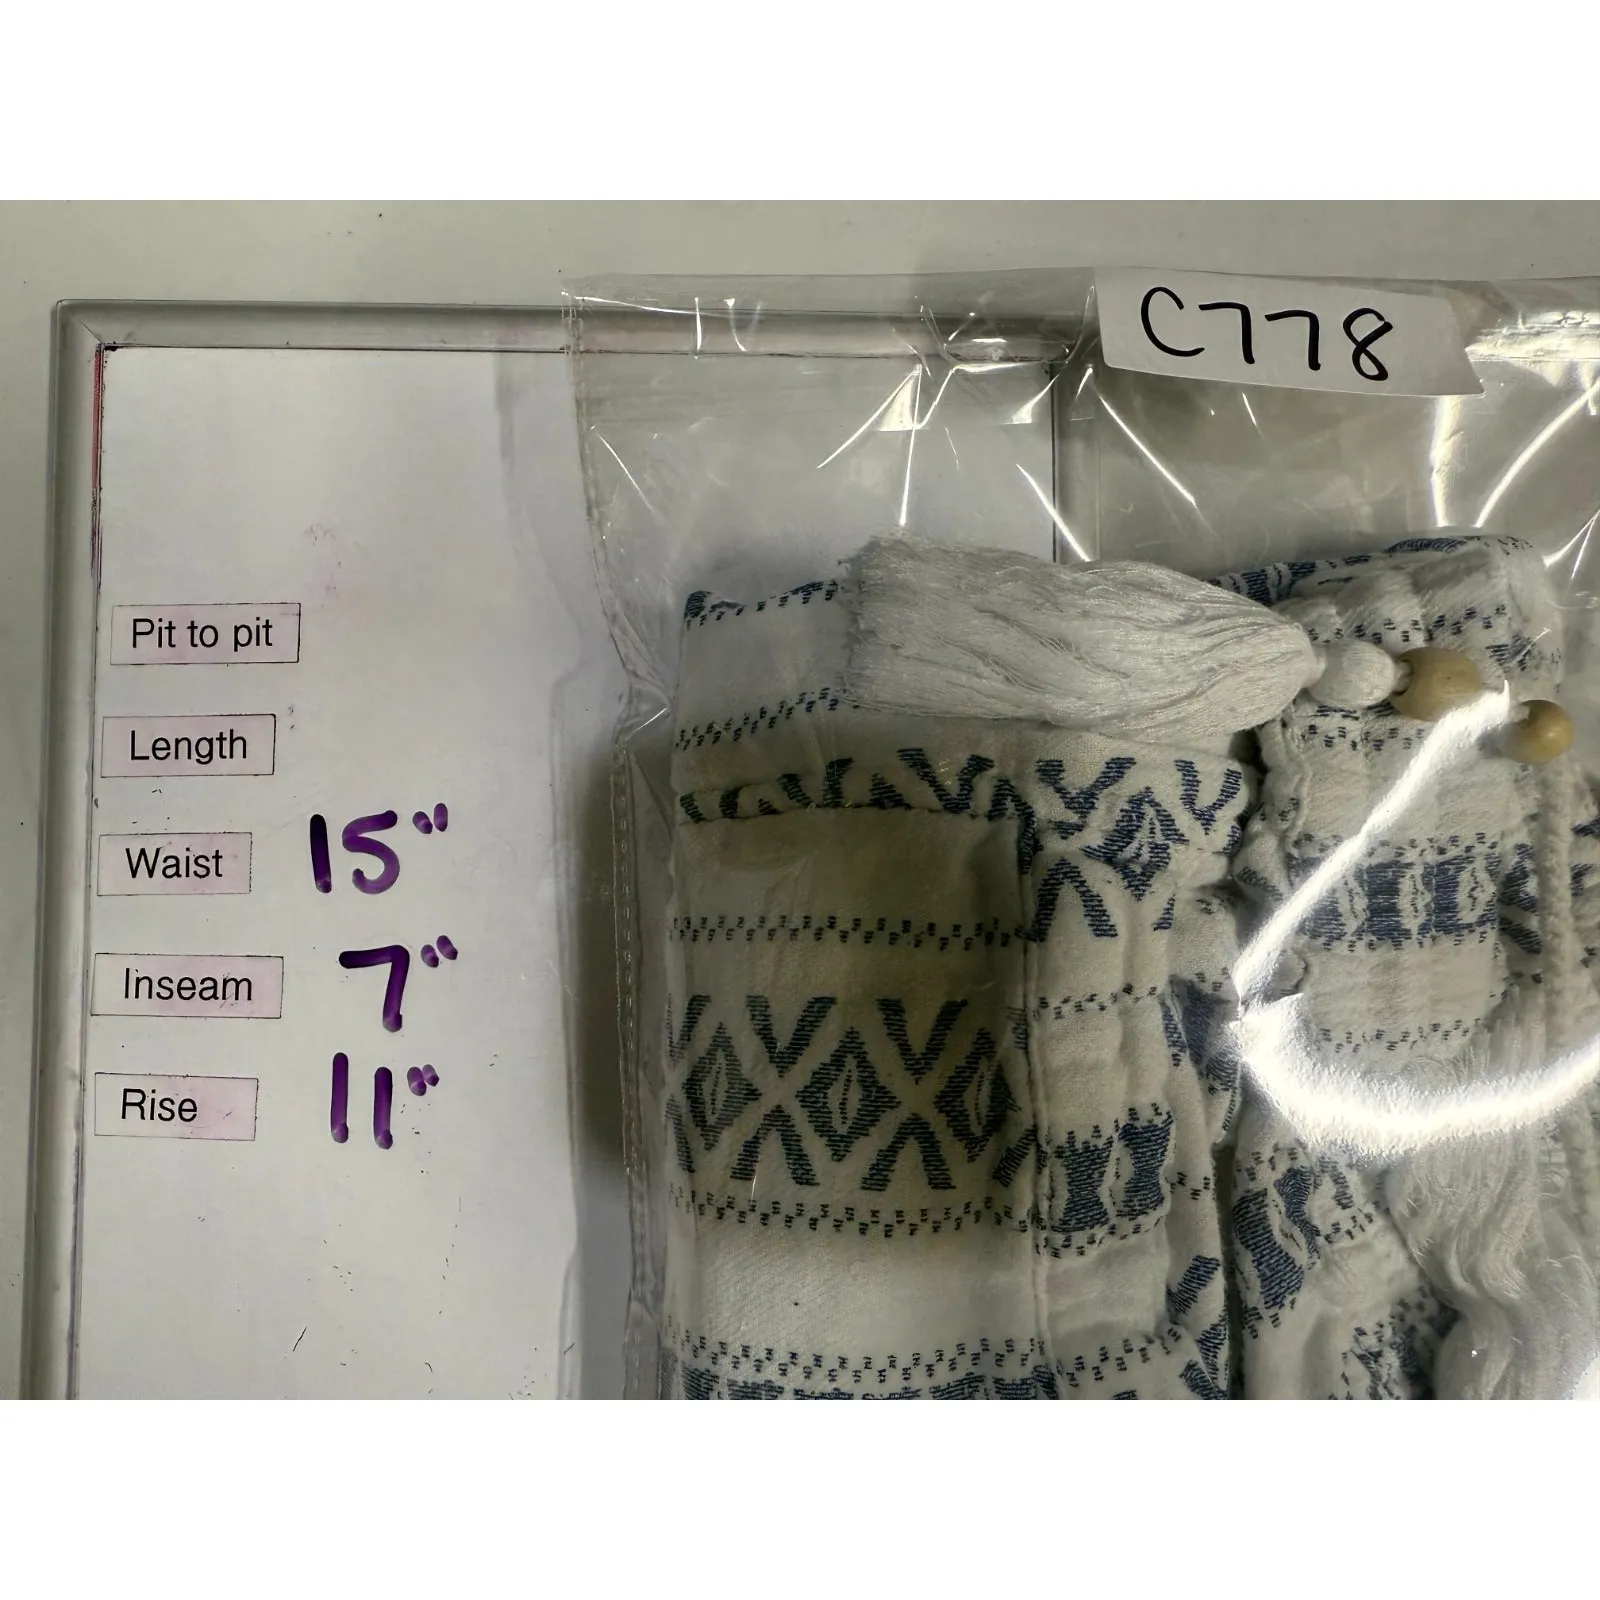 C778
Pit to pit
Length
Waist 15"
Inseam 7"
Rise 11"